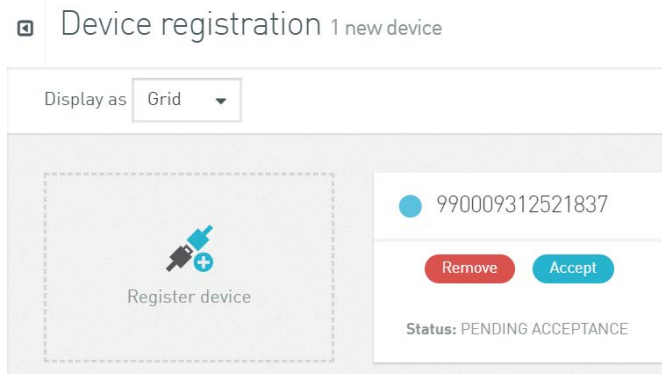 Device registration 1 new device
Display as Grid
990009312521837
Remove Accept
Register device
Status: PENDING ACCEPTANCE